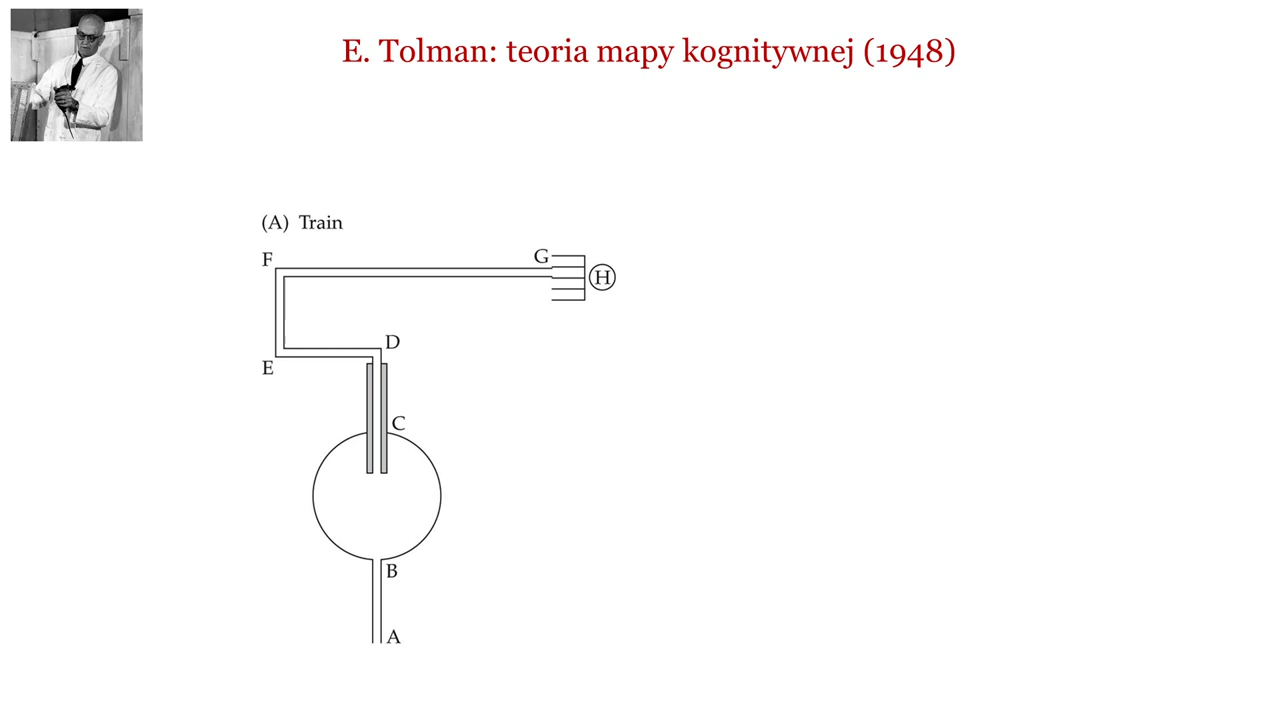 E. Tolman: teoria mapy kognitywnej (1948)
(A) Train
F
G
H
D
E
C
B
A